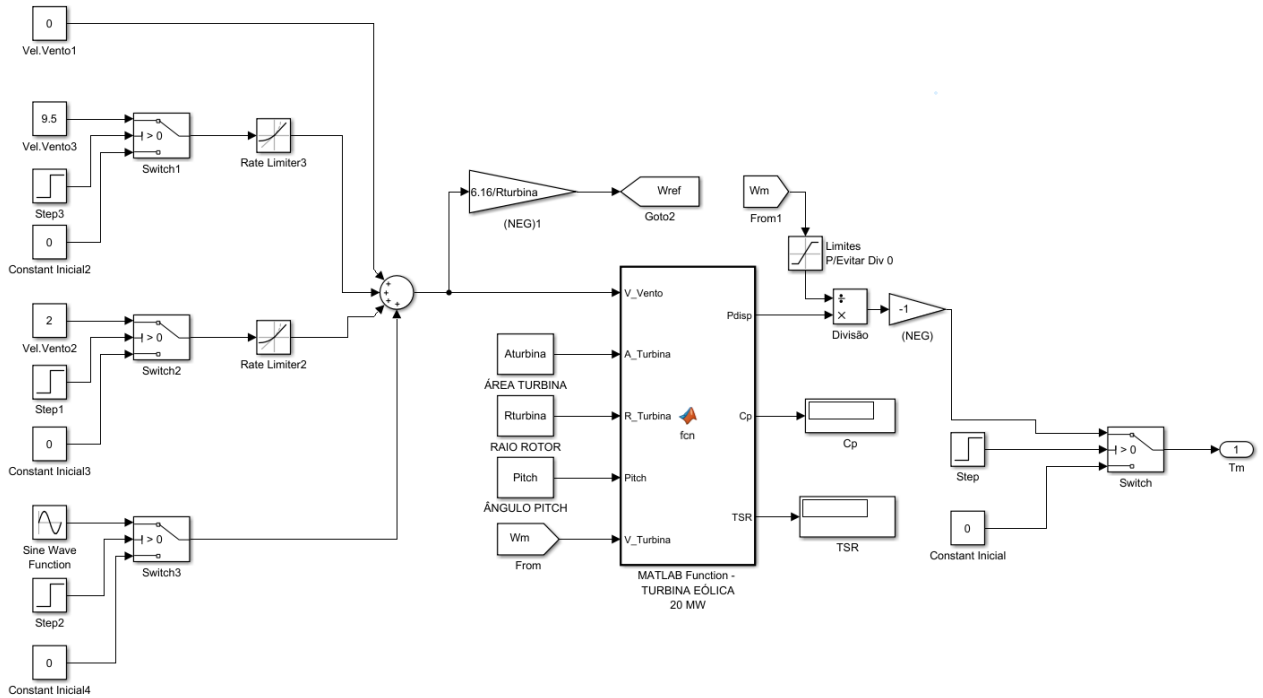 0
Vel.Vento1
9.5
Vel.Vento3
> 0
Switch1
Step3
0
Constant Inicial2
Rate Limiter3
2
Vel.Vento2
> 0
Switch2
Step1
0
Constant Inicial3
Rate Limiter2
Sine Wave
Function
> 0
Switch3
Step2
0
Constant Inicial4
+
+
+
+
6.16/Rturbina
(NEG)1
Wref
Goto2
Aturbina
ÁREA TURBINA
Rturbina
RAIO ROTOR
Pitch
ÂNGULO PITCH
Wm
From
V_Vento
A_Turbina
R_Turbina
Pitch
V_Turbina
fcn
Pdisp
Cp
TSR
MATLAB Function -
TURBINA EÓLICA
20 MW
Wm
From1
Limites
P/Evitar Div 0
÷
×
Divisão
-1
(NEG)
Cp
TSR
Step
0
Constant Inicial
> 0
Switch
1
Tm